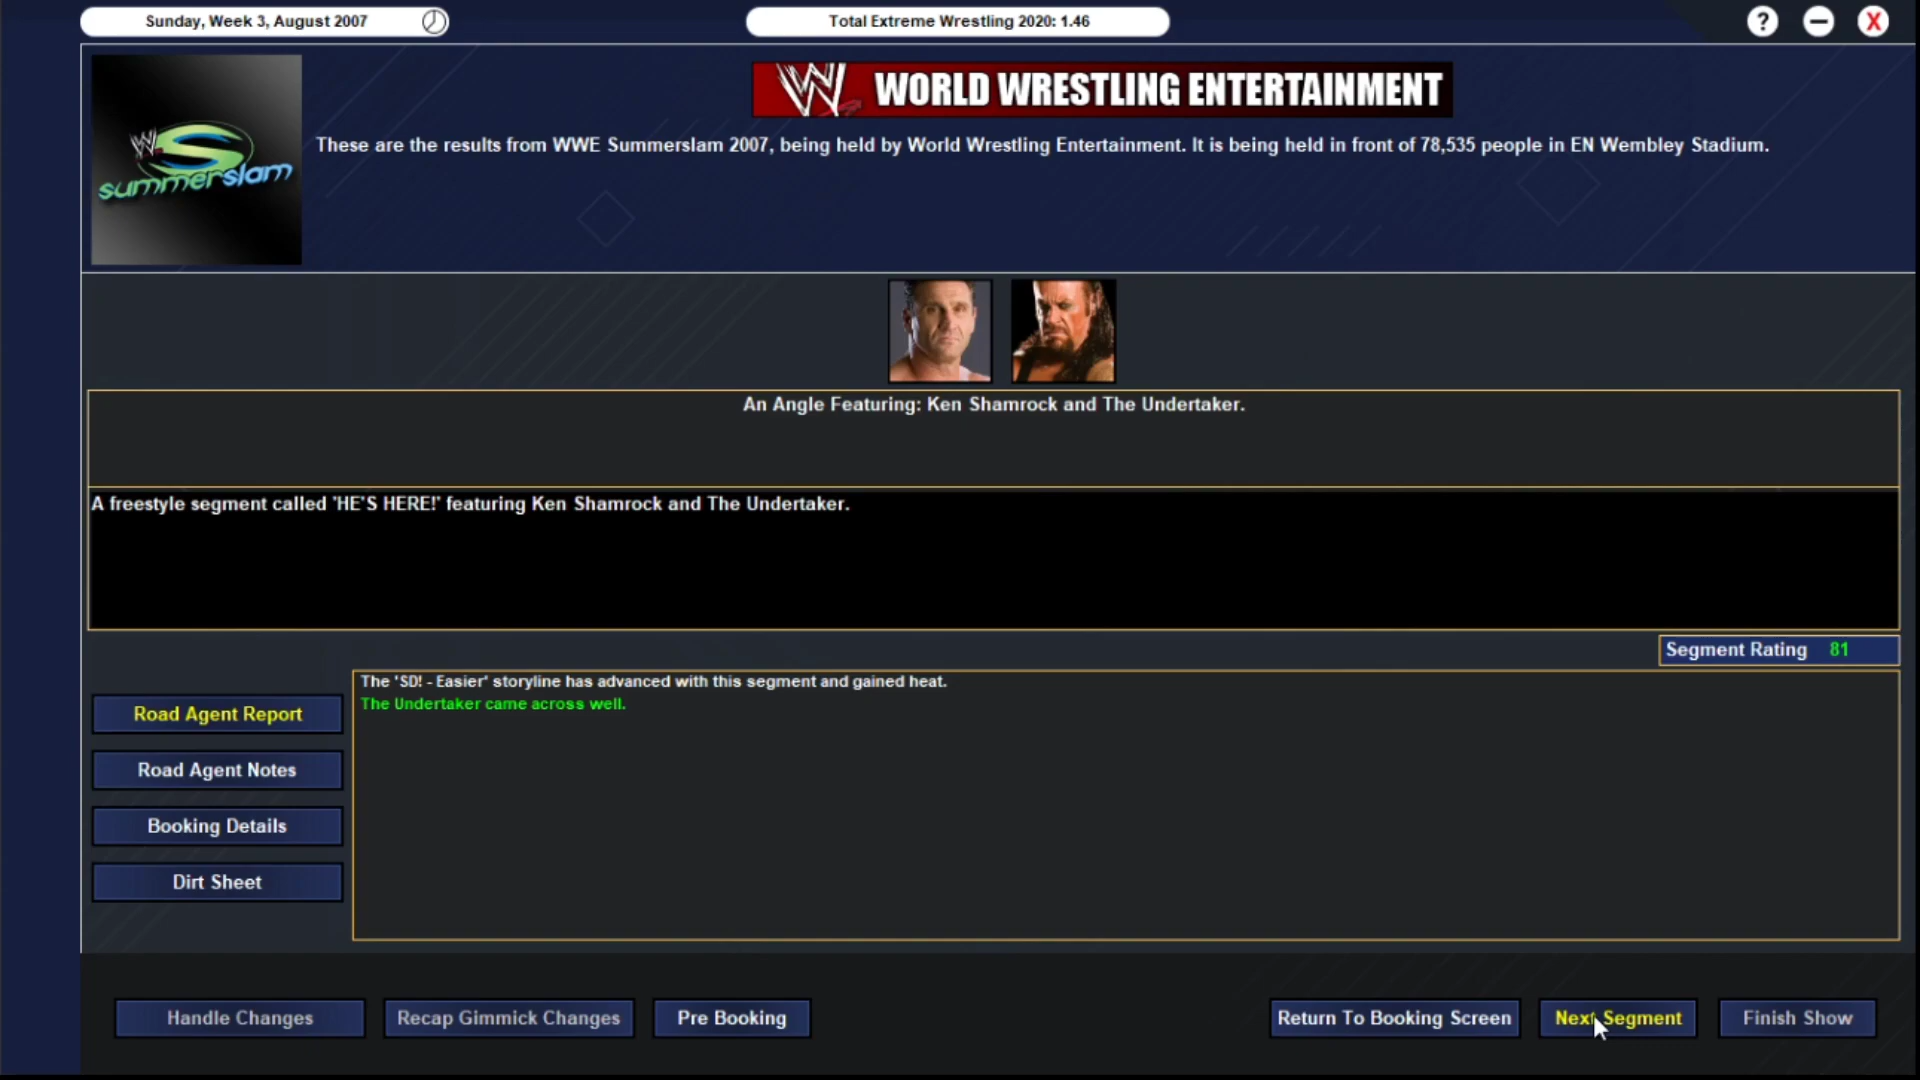 Sunday, Week 3, August 2007
Total Extreme Wrestling 2020: 1.46
?
X
W
WORLD WRESTLING ENTERTAINMENT
W
S
summerslam
These are the results from WWE Summerslam 2007, being held by World Wrestling Entertainment. It is being held in front of 78,535 people in EN Wembley Stadium.
An Angle Featuring: Ken Shamrock and The Undertaker.
A freestyle segment called 'HE'S HERE!' featuring Ken Shamrock and The Undertaker.
Segment Rating 81
The 'SD! - Easier' storyline has advanced with this segment and gained heat.
The Undertaker came across well.
Road Agent Report
Road Agent Notes
Booking Details
Dirt Sheet
Handle Changes
Recap Gimmick Changes
Pre Booking
Return To Booking Screen
Next Segment
Finish Show